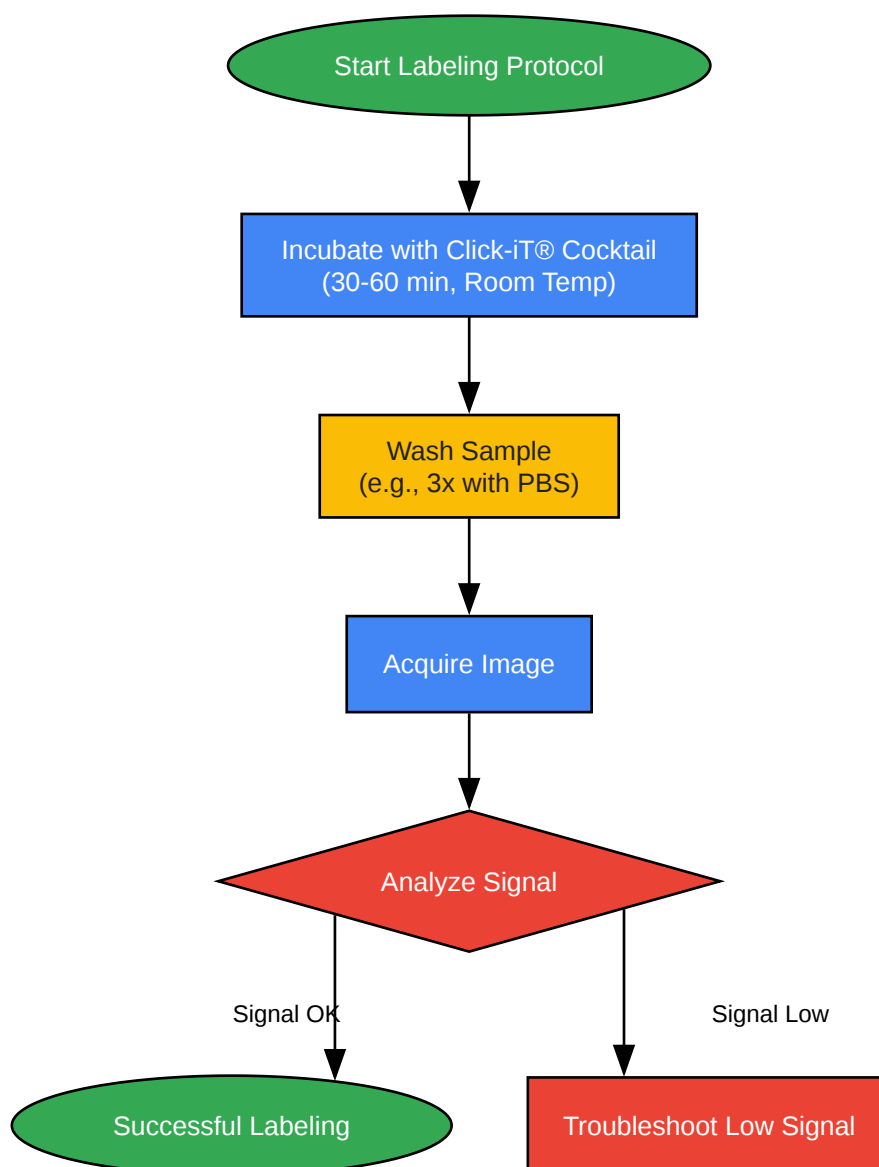 Start Labeling Protocol
Incubate with Click-iT® Cocktail
(30-60 min, Room Temp)
Wash Sample
(e.g., 3x with PBS)
Acquire Image
Analyze Signal
Signal OK
Signal Low
Successful Labeling
Troubleshoot Low Signal